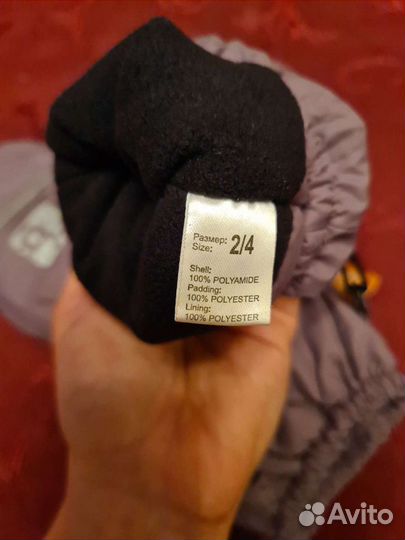 Размер: 2/4
Size:
Shell:
100% POLYAMIDE
Padding:
100% POLYESTER
Lining:
100% POLYESTER
Avito